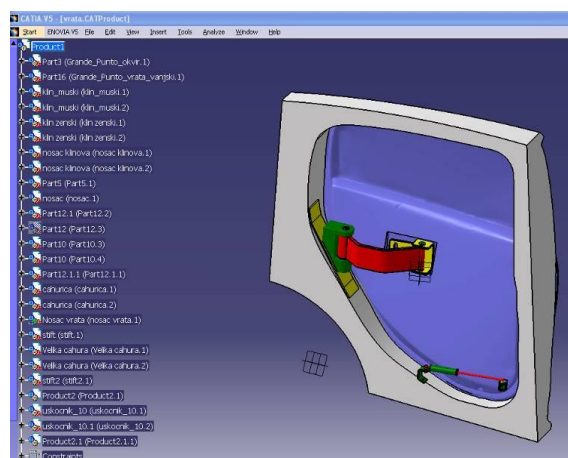 CATIA V5 - [vrata.CATProduct]
Start ENOVIA V5 File Edit View Insert Tools Analyze Window Help
Product1
Part3 (Grande_Punto_okvir.1)
Part16 (Grande_Punto_vrata_vanjski.1)
klin_muski (klin_muski.1)
klin_muski (klin_muski.2)
klin zenski (klin zenski.1)
klin zenski (klin zenski.2)
nosac klinova (nosac klinova.1)
nosac klinova (nosac klinova.2)
Part5 (Part5.1)
nosac (nosac.1)
Part12.1 (Part12.2)
Part12 (Part12.3)
Part10 (Part10.3)
Part10 (Part10.4)
Part12.1.1 (Part12.1.1)
cahurica (cahurica.1)
cahurica (cahurica.2)
Nosac vrata (nosac vrata.1)
stift (stift.1)
Velika cahura (Velika cahura.1)
Velika cahura (Velika cahura.2)
stift2 (stift2.1)
Product2 (Product2.1)
uskocnik_10 (uskocnik_10.1)
uskocnik_10.1 (uskocnik_10.2)
Product2.1 (Product2.1.1)
Constraints